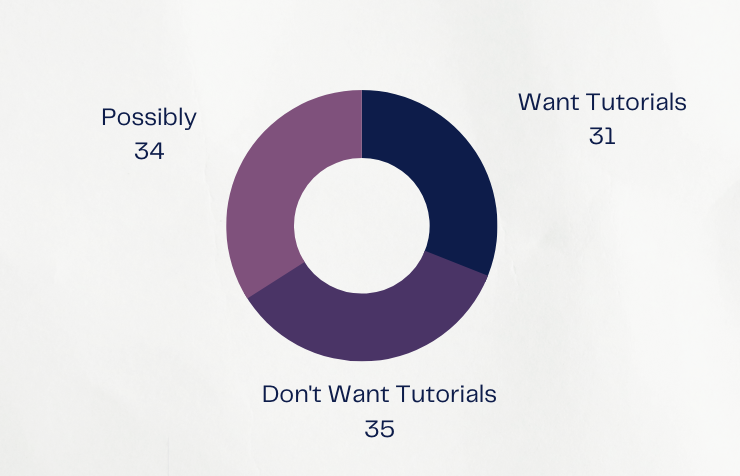 Want Tutorials
31
Possibly
34
Don't Want Tutorials
35